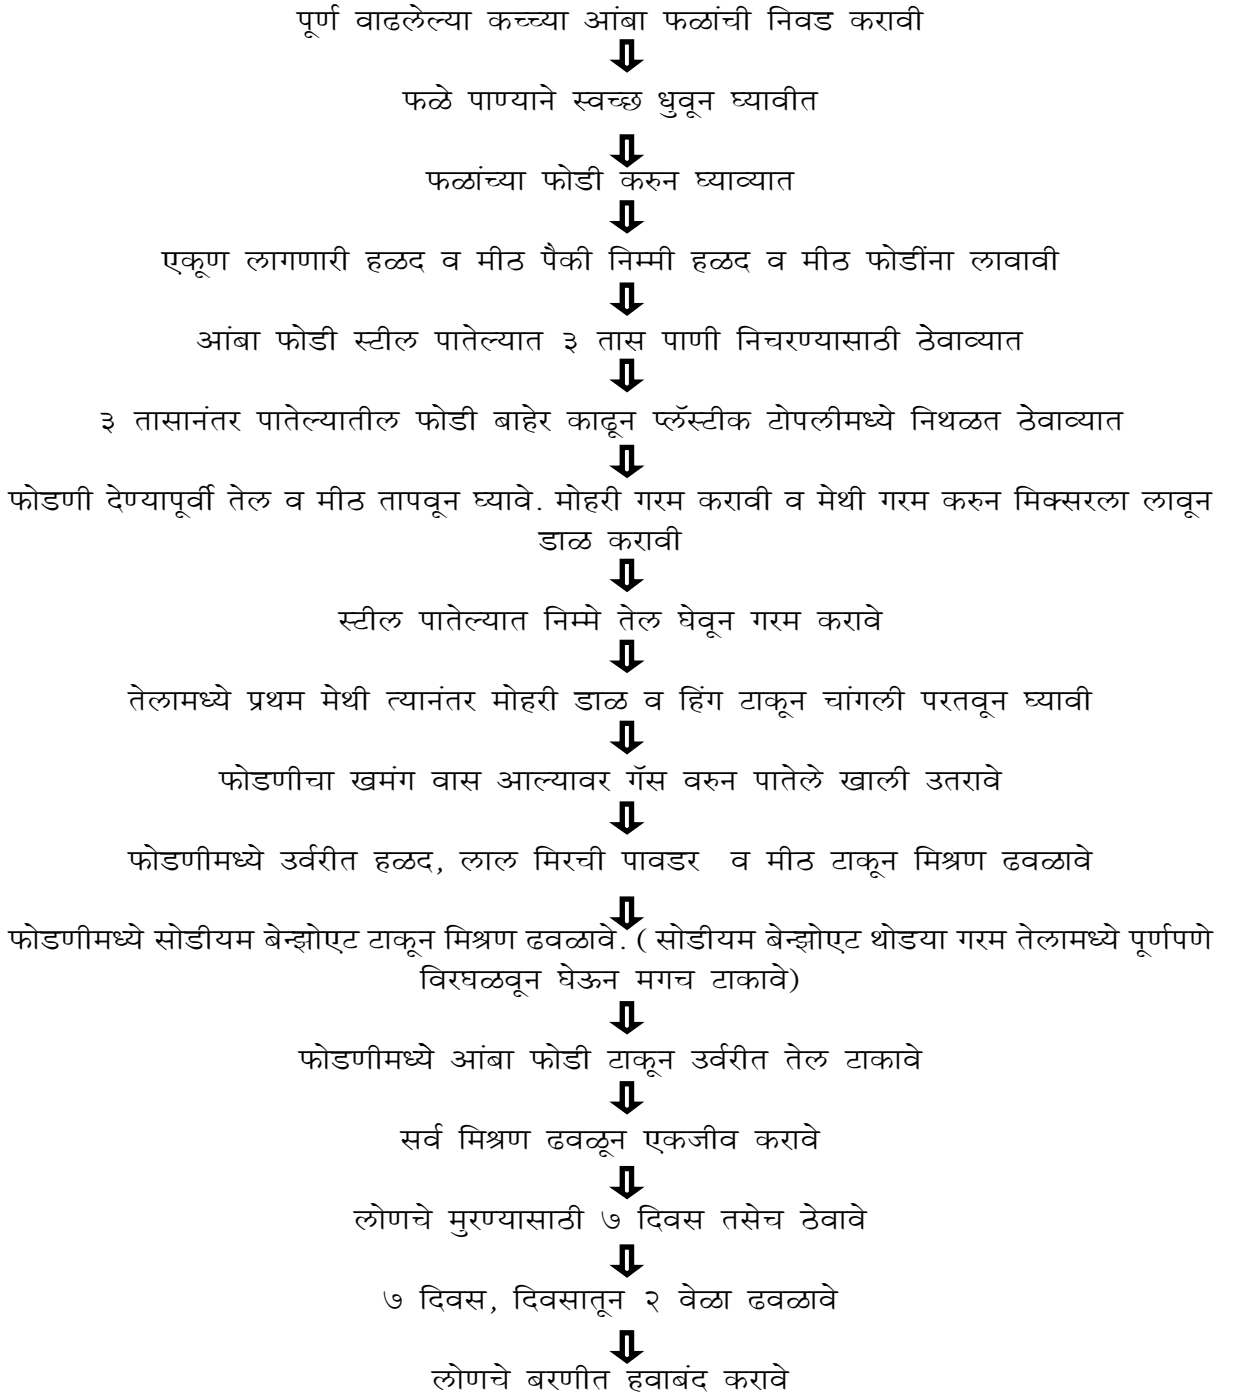 पूर्ण वाढलेल्या कच्च्या आंबा फळांची निवड करावी
फळे पाण्याने स्वच्छ धुवून घ्यावीत
फळांच्या फोडी करुन घ्याव्यात
एकूण लागणारी हळद व मीठ पैकी निम्मी हळद व मीठ फोडींना लावावी
आंबा फोडी स्टील पातेल्यात ३ तास पाणी निचरण्यासाठी ठेवाव्यात
३ तासानंतर पातेल्यातील फोडी बाहेर काढून प्लॅस्टीक टोपलीमध्ये निथळत ठेवाव्यात
फोडणी देण्यापूर्वी तेल व मीठ तापवून घ्यावे. मोहरी गरम करावी व मेथी गरम करुन मिक्सरला लावून
डाळ करावी
स्टील पातेल्यात निम्मे तेल घेवून गरम करावे
तेलामध्ये प्रथम मेथी त्यानंतर मोहरी डाळ व हिंग टाकून चांगली परतवून घ्यावी
फोडणीचा खमंग वास आल्यावर गॅस वरुन पातेले खाली उतरावे
फोडणीमध्ये उर्वरीत हळद, लाल मिरची पावडर व मीठ टाकून मिश्रण ढवळावे
फोडणीमध्ये सोडीयम बेन्झोएट टाकून मिश्रण ढवळावे. ( सोडीयम बेन्झोएट थोडया गरम तेलामध्ये पूर्णपणे
विरघळवून घेऊन मगच टाकावे)
फोडणीमध्ये आंबा फोडी टाकून उर्वरीत तेल टाकावे
सर्व मिश्रण ढवळून एकजीव करावे
लोणचे मुरण्यासाठी ७ दिवस तसेच ठेवावे
७ दिवस, दिवसातून २ वेळा ढवळावे
लोणचे बरणीत हवाबंद करावे